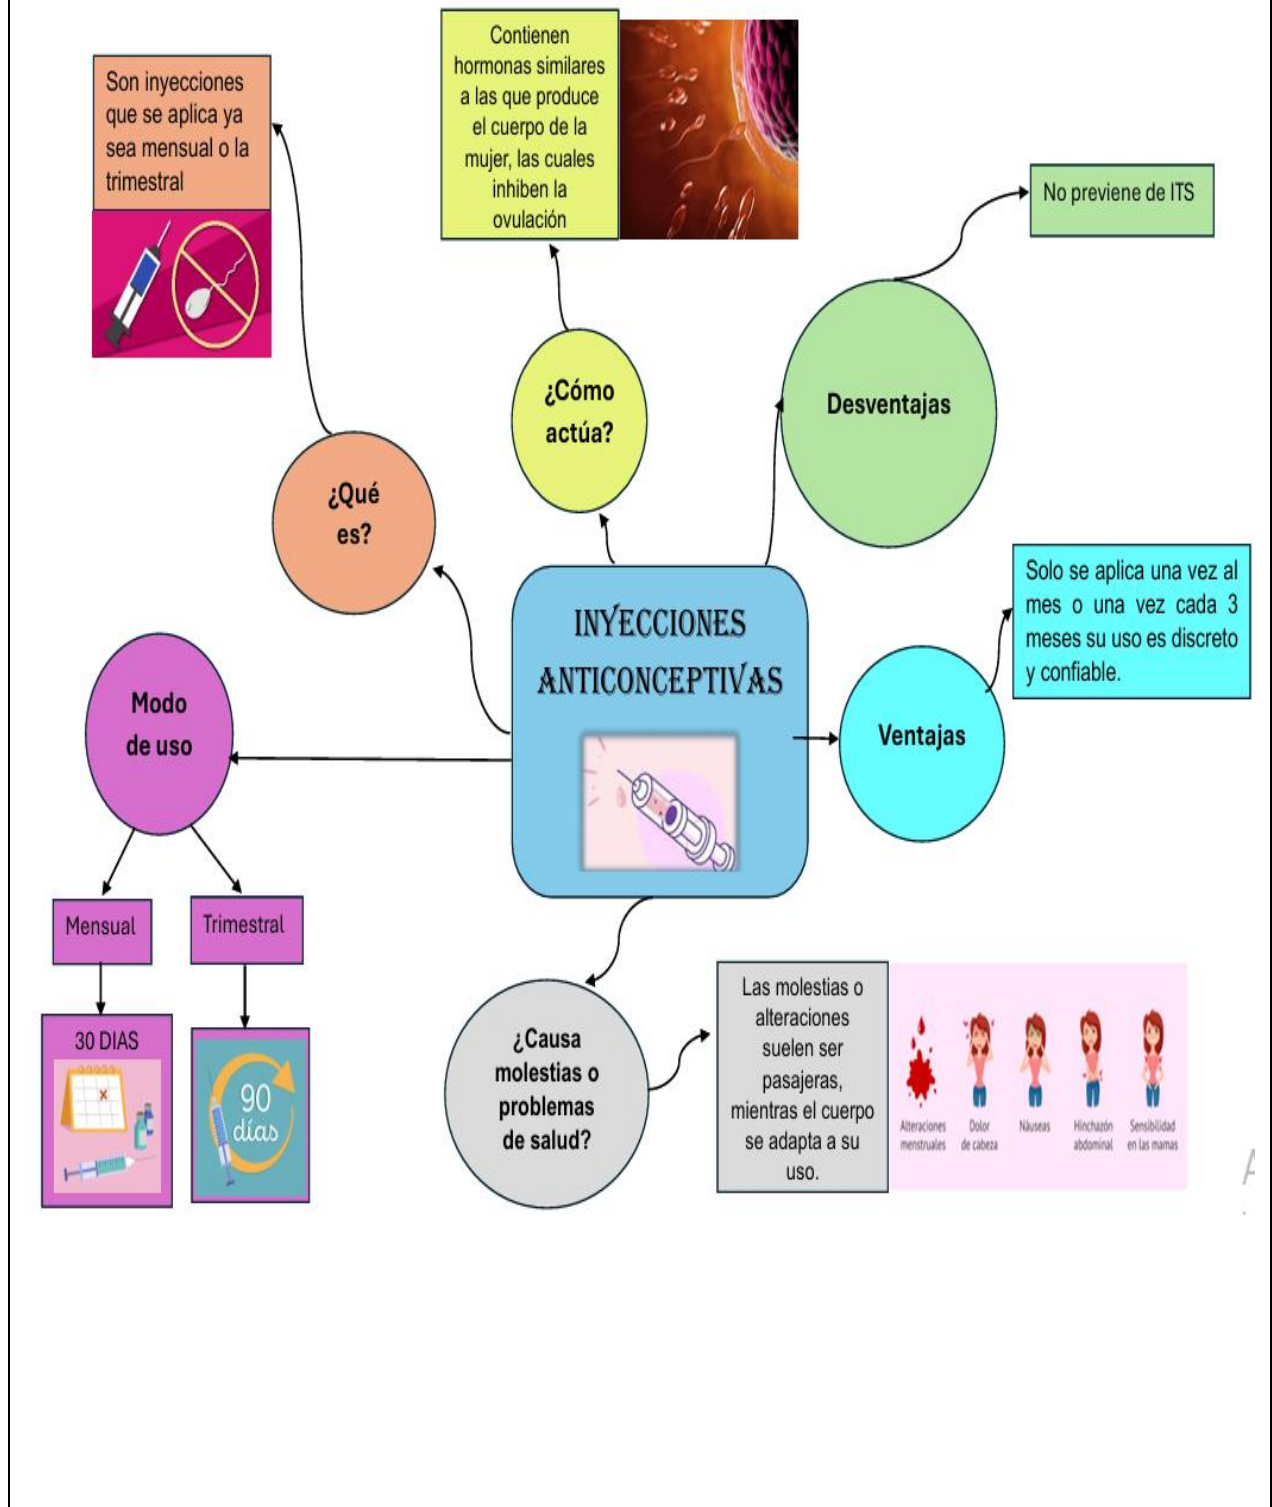 Contienen
hormonas similares
a las que produce
el cuerpo de la
mujer, las cuales
inhiben la
ovulación
Son inyecciones
que se aplica ya
sea mensual o la
trimestral
No previene de ITS
¿Cómo
actúa?
Desventajas
¿Qué
es?
Solo se aplica una vez al
mes o una vez cada 3
meses su uso es discreto
y confiable.
INYECCIONES
ANTICONCEPTIVAS
Modo
de uso
Ventajas
Mensual
Trimestral
30 DIAS
90
días
¿Causa
molestias o
problemas
de salud?
Las molestias o
alteraciones
suelen ser
pasajeras,
mientras el cuerpo
se adapta a su
uso.
Alteraciones
menstruales
Dolor
de cabeza
Náuseas
Hinchazón
abdominal
Sensibilidad
en las mamas